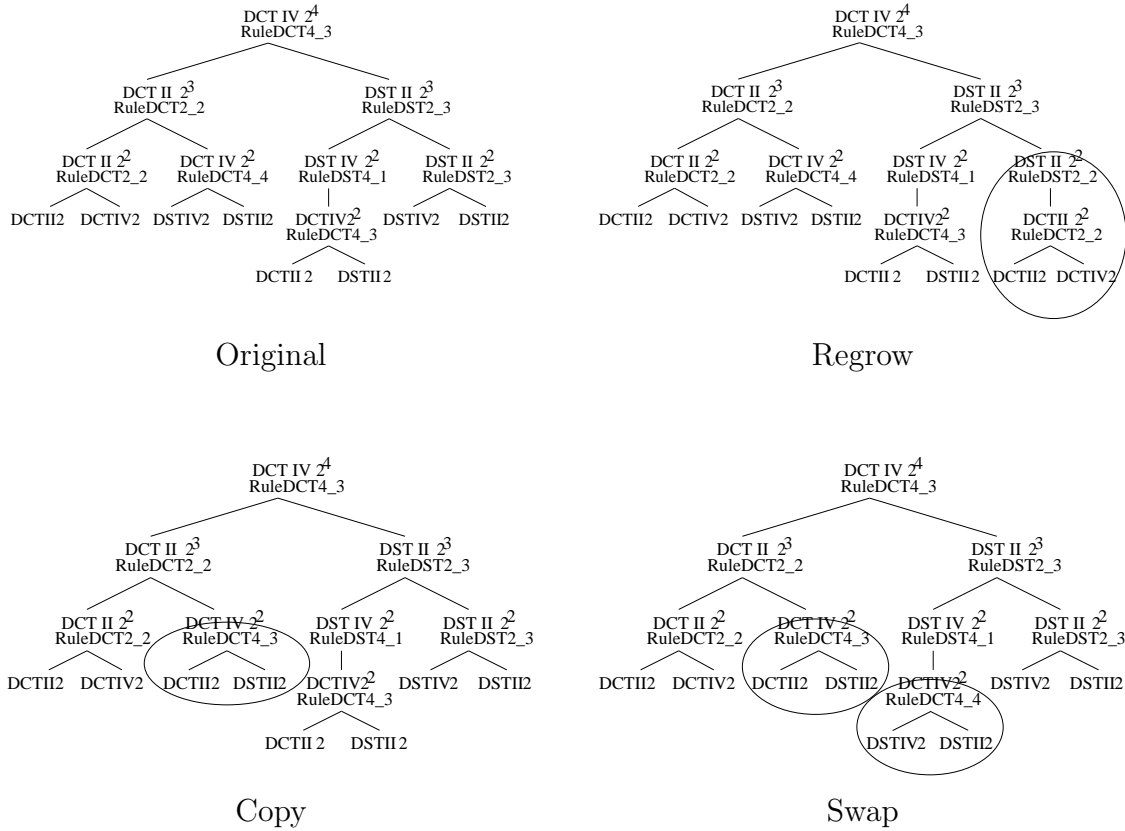 DCT IV 2^4
RuleDCT4_3
DCT II 2^3
RuleDCT2_2
DST II 2^3
RuleDST2_3
DCT II 2^2
RuleDCT2_2
DCT IV 2^2
RuleDCT4_4
DST IV 2^2
RuleDST4_1
DST II 2^2
RuleDST2_3
DCTII2 DCTIV2 DSTIV2 DSTII2
DCTIV2^2
RuleDCT4_3
DSTIV2 DSTII2
DCTII 2 DSTII 2
Original
DCT IV 2^4
RuleDCT4_3
DCT II 2^3
RuleDCT2_2
DST II 2^3
RuleDST2_3
DCT II 2^2
RuleDCT2_2
DCT IV 2^2
RuleDCT4_4
DST IV 2^2
RuleDST4_1
DST II 2^2
RuleDST2_2
DCTII2 DCTIV2 DSTIV2 DSTII2
DCTIV2^2
RuleDCT4_3
DCTII 2^2
RuleDCT2_2
DCTII 2 DSTII 2
DCTII2 DCTIV2
Regrow
DCT IV 2^4
RuleDCT4_3
DCT II 2^3
RuleDCT2_2
DST II 2^3
RuleDST2_3
DCT II 2^2
RuleDCT2_2
DCT IV 2^2
RuleDCT4_3
DST IV 2^2
RuleDST4_1
DST II 2^2
RuleDST2_3
DCTII2 DCTIV2 DCTII2 DSTII2
DCTIV2^2
RuleDCT4_3
DSTIV2 DSTII2
DCTII 2 DSTII 2
Copy
DCT IV 2^4
RuleDCT4_3
DCT II 2^3
RuleDCT2_2
DST II 2^3
RuleDST2_3
DCT II 2^2
RuleDCT2_2
DCT IV 2^2
RuleDCT4_3
DST IV 2^2
RuleDST4_1
DST II 2^2
RuleDST2_3
DCTII2 DCTIV2 DCTII2 DSTII2
DCTIV2^2
RuleDCT4_4
DSTIV2 DSTII2
DSTIV2 DSTII2
Swap